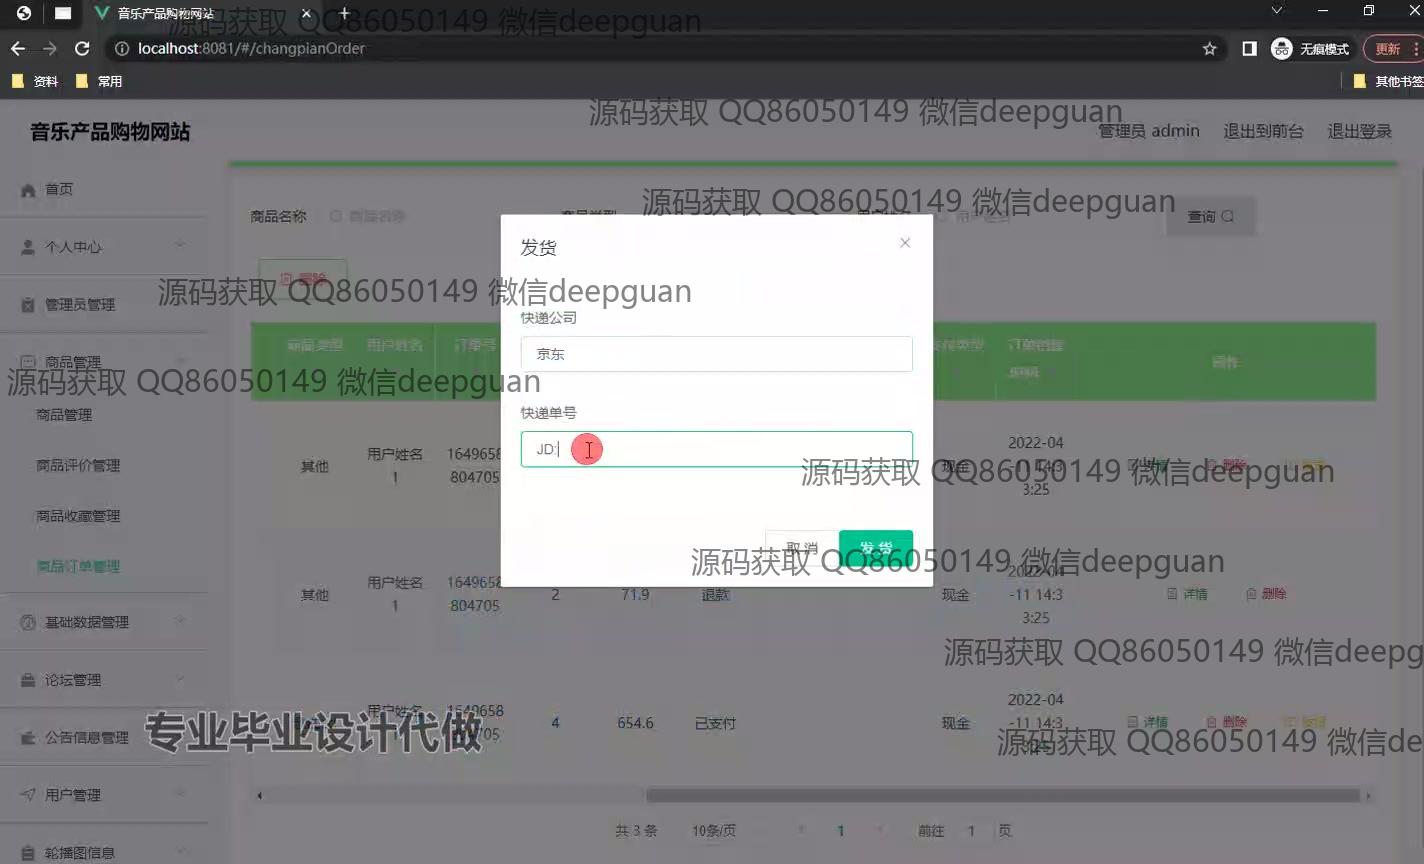 音乐产品购物网站
localhost:8081/#/changpianOrder
无痕模式
更新
资料
常用
其他书签
源码获取 QQ86050149 微信deepguan
源码获取 QQ86050149 微信deepguan
音乐产品购物网站
管理员 admin
退出到前台
退出登录
首页
源码获取 QQ86050149 微信deepguan
商品名称
商品名称
查询
个人中心
发货
删除
源码获取 QQ86050149 微信deepguan
管理员管理
快递公司
京东
商品类型
用户姓名
订单号
订单创建
操作
商品管理
源码获取 QQ86050149 微信deepguan
商品管理
快递单号
JD:
商品评价管理
其他
用户姓名
1
1649658
804705
现金
2022-04
-11 14:3
3:25
详情
删除
源码获取 QQ86050149 微信deepguan
商品收藏管理
取消
发货
源码获取 QQ86050149 微信deepguan
商品订单管理
其他
用户姓名
1
1649658
804705
2
71.9
退款
现金
2022-04
-11 14:3
3:25
详情
删除
基础数据管理
源码获取 QQ86050149 微信deepg
论坛管理
用户姓名
1649658
4
654.6
已支付
现金
2022-04
-11 14:3
详情
删除
专业毕业设计代做
公告信息管理
源码获取 QQ86050149 微信de
用户管理
共 3 条
10条/页
1
前往
1
页
轮播图信息